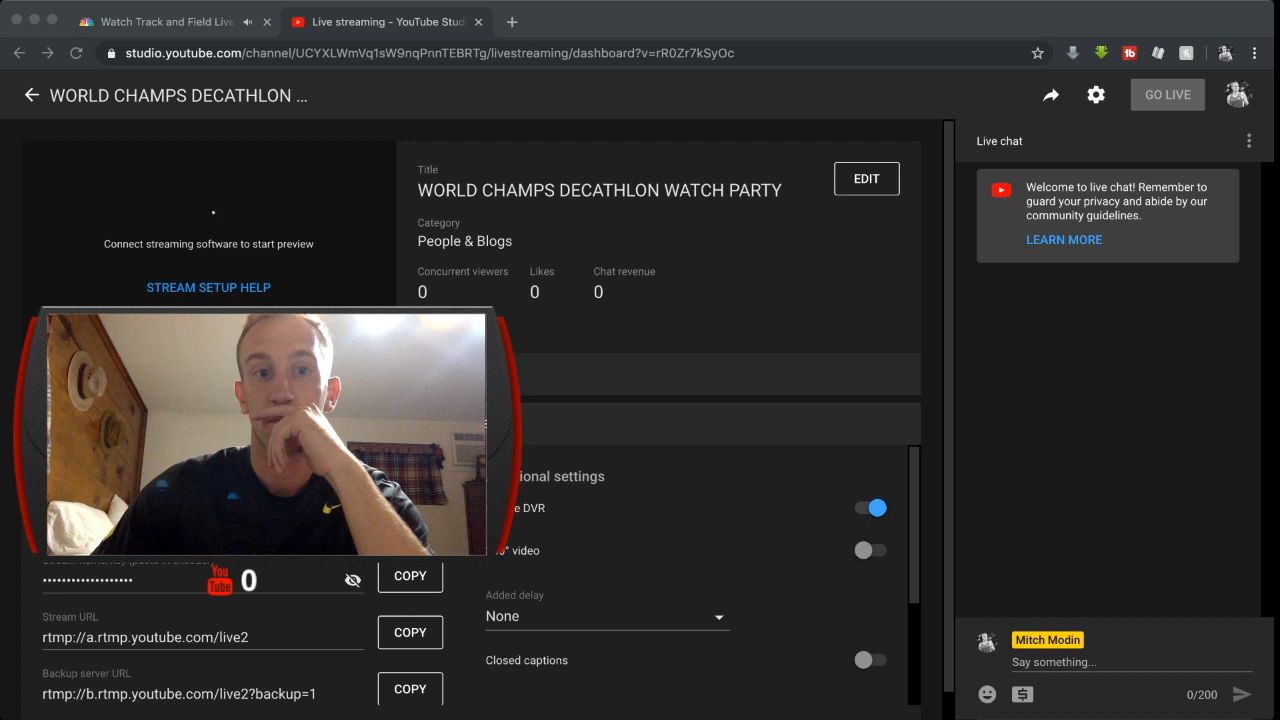 Watch Track and Field Live
Live streaming - YouTube Stud
studio.youtube.com/channel/UCYXLWmVq1sW9nqPnnTEBRTg/livestreaming/dashboard?v=rR0Zr7kSyOc
WORLD CHAMPS DECATHLON ...
GO LIVE
Live chat
Welcome to live chat! Remember to
guard your privacy and abide by our
community guidelines.
LEARN MORE
Connect streaming software to start preview
STREAM SETUP HELP
Title
WORLD CHAMPS DECATHLON WATCH PARTY
EDIT
Category
People & Blogs
Concurrent viewers Likes Chat revenue
0 0 0
ional settings
DVR
video
Added delay
None
Closed captions
COPY
You
Tube 0
Stream URL
rtmp://a.rtmp.youtube.com/live2
COPY
Backup server URL
rtmp://b.rtmp.youtube.com/live2?backup=1
COPY
Mitch Modin
Say something...
0/200